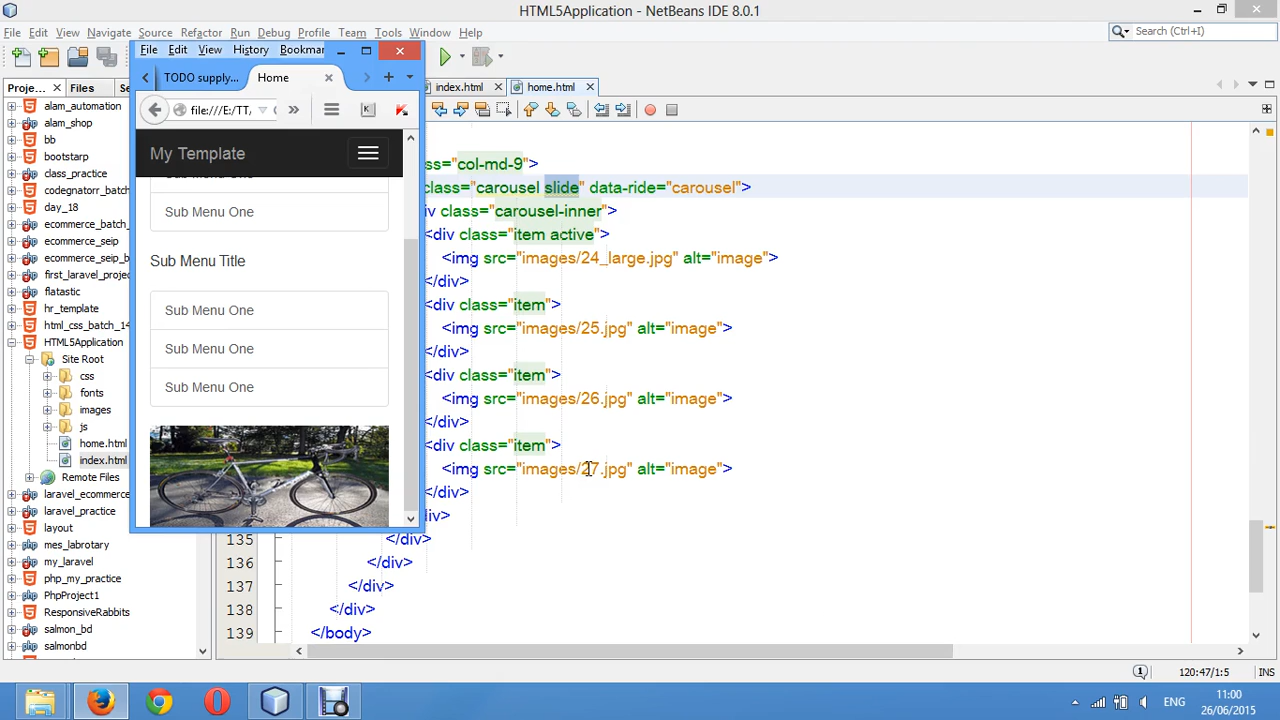 HTML5Application - NetBeans IDE 8.0.1
File Edit View Navigate Source Refactor Run Debug Profile Team Tools Window Help
Search (Ctrl+I)
File Edit View History Bookmar
Proje... Files Se
index.html home.html
TODO supply... Home
file:///E:/TT,
My Template
alam_automation
alam_shop
bb
bootstarp
class_practice
codegnatorr_batch
day_18
ecommerce_batch_
ecommerce_seip
ecommerce_seip_b
first_laravel_projec
flatastic
hr_template
html_css_batch_14
HTML5Application
Site Root
css
fonts
images
js
home.html
index.html
Remote Files
laravel_ecommerce
laravel_practice
layout
mes_labrotary
my_laravel
php_my_practice
PhpProject1
ResponsiveRabbits
salmon_bd
salmonbd
Sub Menu One
Sub Menu One
Sub Menu Title
Sub Menu One
Sub Menu One
Sub Menu One
ss="col-md-9">
class="carousel slide" data-ride="carousel">
iv class="carousel-inner">
<div class="item active">
<img src="images/24_large.jpg" alt="image">
</div>
<div class="item">
<img src="images/25.jpg" alt="image">
</div>
<div class="item">
<img src="images/26.jpg" alt="image">
</div>
<div class="item">
<img src="images/27.jpg" alt="image">
</div>
div>
135 </div>
136 </div>
137 </div>
138 </div>
139 </body>
1 120:47/1:5 INS
ENG
11:00
26/06/2015